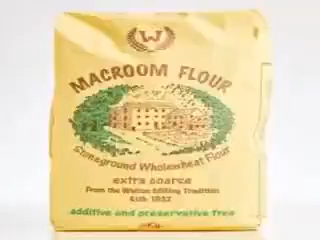 W
MACROOM FLOUR
Stoneground Wholewheat Flour
extra coarse
From the Walton Milling Tradition
Estb. 1832
additive and preservative free